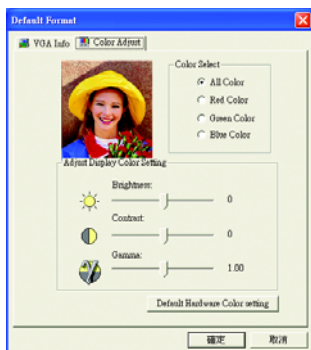 Default Format
VGA Info
Color Adjust
Color Select
All Color
Red Color
Green Color
Blue Color
Adjust Display Color Setting
Brightness:
0
Contrast:
0
Gamma:
1.00
Default Hardware Color setting
確定
取消